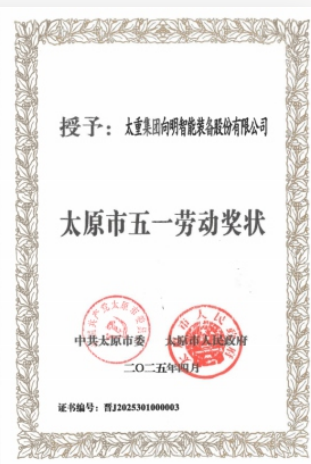 授予：太重集团向明智能装备股份有限公司
太原市五一劳动奖状
中共太原市委 太原市人民政府
二〇二五年四月
证书编号：晋J2025301000003